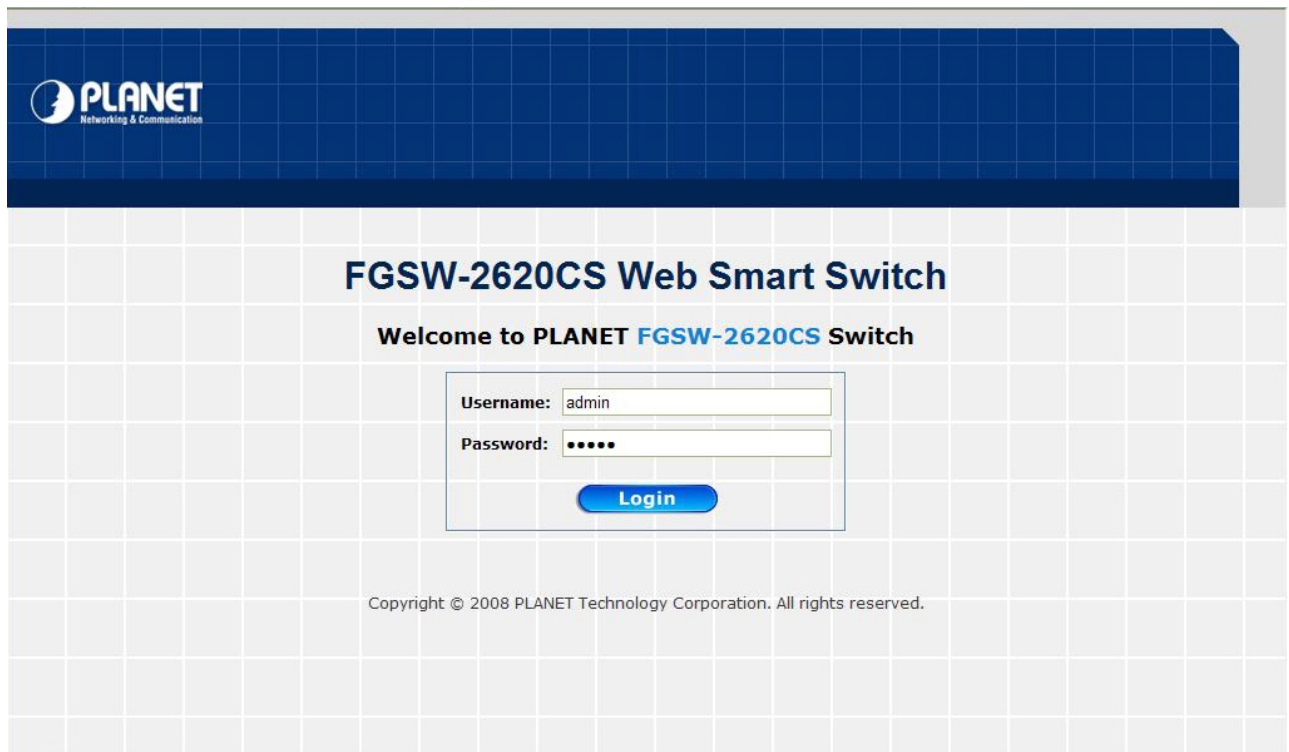 PLANET
Networking & Communication
FGSW-2620CS Web Smart Switch
Welcome to PLANET FGSW-2620CS Switch
Username: admin
Password: •••••
Login
Copyright © 2008 PLANET Technology Corporation. All rights reserved.